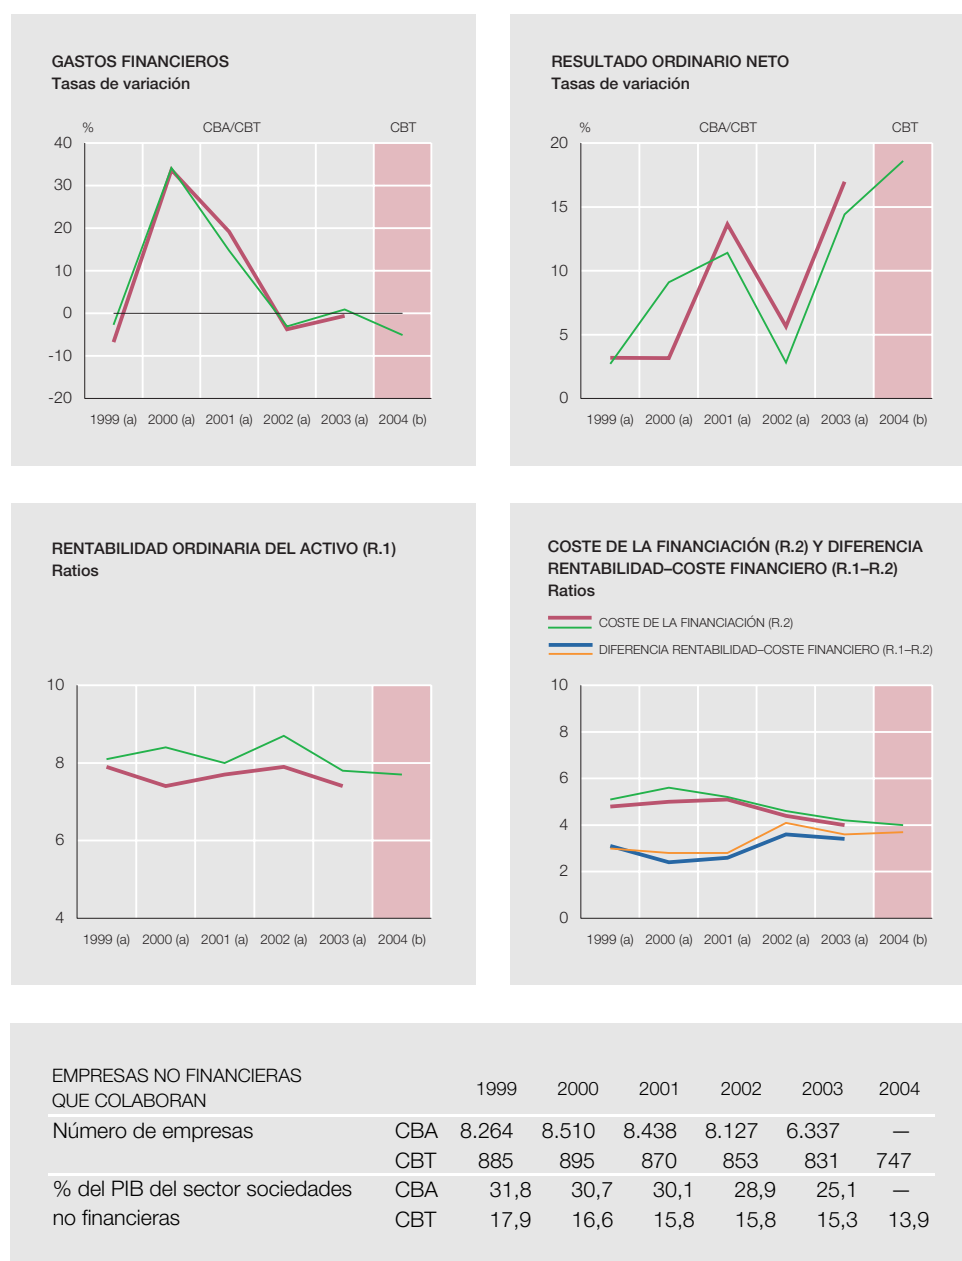 GASTOS FINANCIEROS
Tasas de variación
% CBA/CBT CBT
40
30
20
10
0
-10
-20
1999 (a) 2000 (a) 2001 (a) 2002 (a) 2003 (a) 2004 (b)
RESULTADO ORDINARIO NETO
Tasas de variación
% CBA/CBT CBT
20
15
10
5
0
1999 (a) 2000 (a) 2001 (a) 2002 (a) 2003 (a) 2004 (b)
RENTABILIDAD ORDINARIA DEL ACTIVO (R.1)
Ratios
10
8
6
4
1999 (a) 2000 (a) 2001 (a) 2002 (a) 2003 (a) 2004 (b)
COSTE DE LA FINANCIACIÓN (R.2) Y DIFERENCIA
RENTABILIDAD–COSTE FINANCIERO (R.1–R.2)
Ratios
COSTE DE LA FINANCIACIÓN (R.2)
DIFERENCIA RENTABILIDAD–COSTE FINANCIERO (R.1–R.2)
10
8
6
4
2
0
1999 (a) 2000 (a) 2001 (a) 2002 (a) 2003 (a) 2004 (b)
EMPRESAS NO FINANCIERAS
QUE COLABORAN
1999 2000 2001 2002 2003 2004
Número de empresas CBA 8.264 8.510 8.438 8.127 6.337 —
CBT 885 895 870 853 831 747
% del PIB del sector sociedades CBA 31,8 30,7 30,1 28,9 25,1 —
no financieras CBT 17,9 16,6 15,8 15,8 15,3 13,9